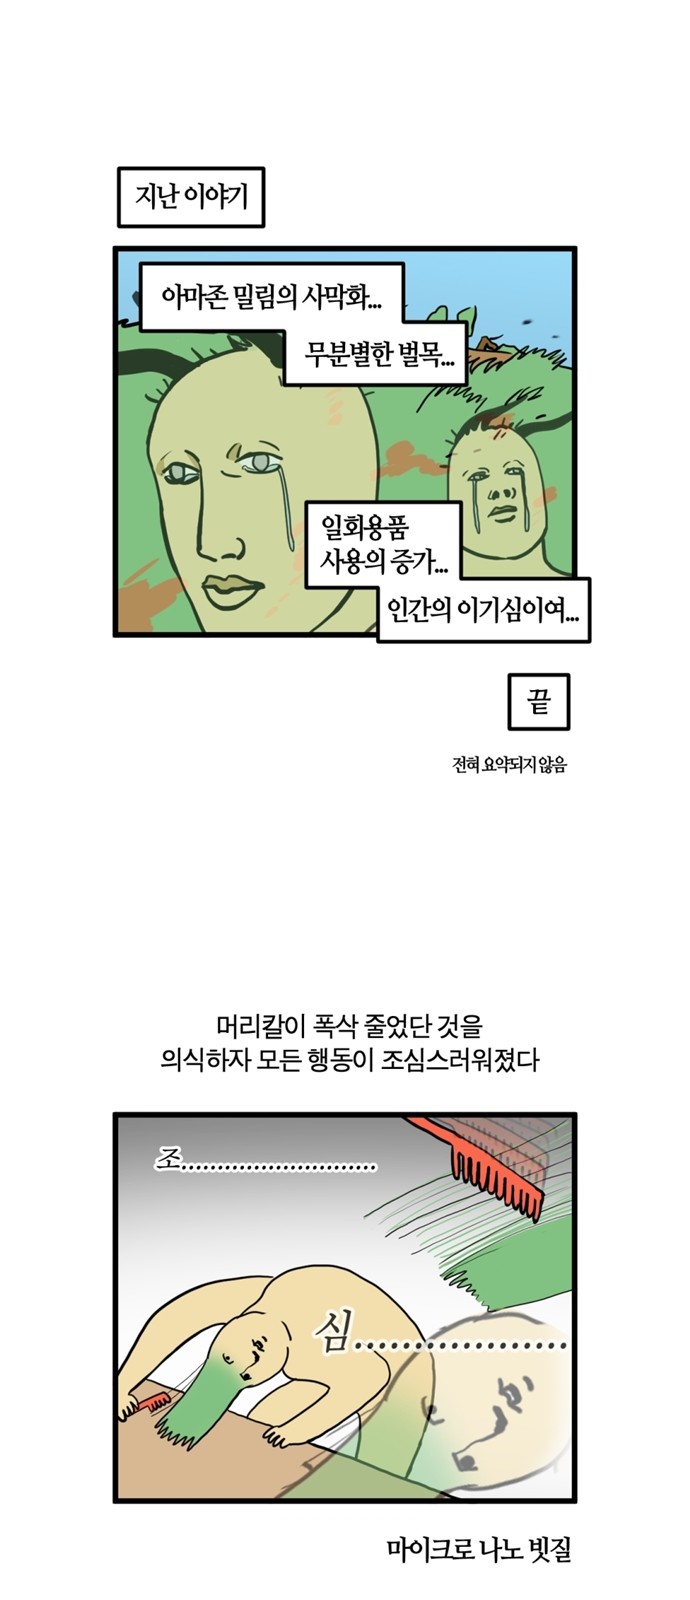 지난 이야기
아마존 밀림의 사막화...
무분별한 벌목...
일회용품
사용의 증가...
인간의 이기심이여...
끝
전혀 요약되지 않음
머리칼이 폭삭 줄었단 것을
의식하자 모든 행동이 조심스러워졌다
조...........................
심...................
마이크로 나노 빗질